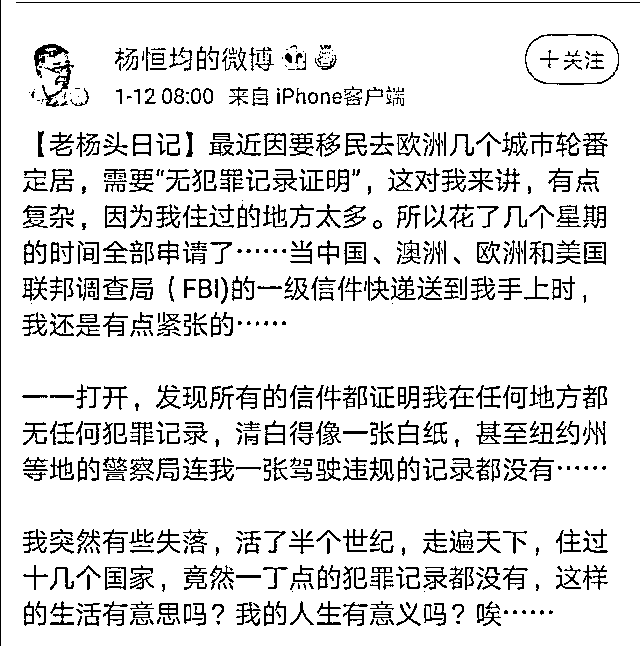 杨恒均的微博
十关注
1-12 08:00 来自 iPhone客户端
【老杨头日记】最近因要移民去欧洲几个城市轮番
定居，需要“无犯罪记录证明”，这对我来讲，有点
复杂，因为我住过的地方太多。所以花了几个星期
的时间全部申请了……当中国、澳洲、欧洲和美国
联邦调查局（FBI)的一级信件快递送到我手上时，
我还是有点紧张的……
一一打开，发现所有的信件都证明我在任何地方都
无任何犯罪记录，清白得像一张白纸，甚至纽约州
等地的警察局连我一张驾驶违规的记录都没有……
我突然有些失落，活了半个世纪，走遍天下，住过
十几个国家，竟然一丁点的犯罪记录都没有，这样
的生活有意思吗？我的人生有意义吗？唉……